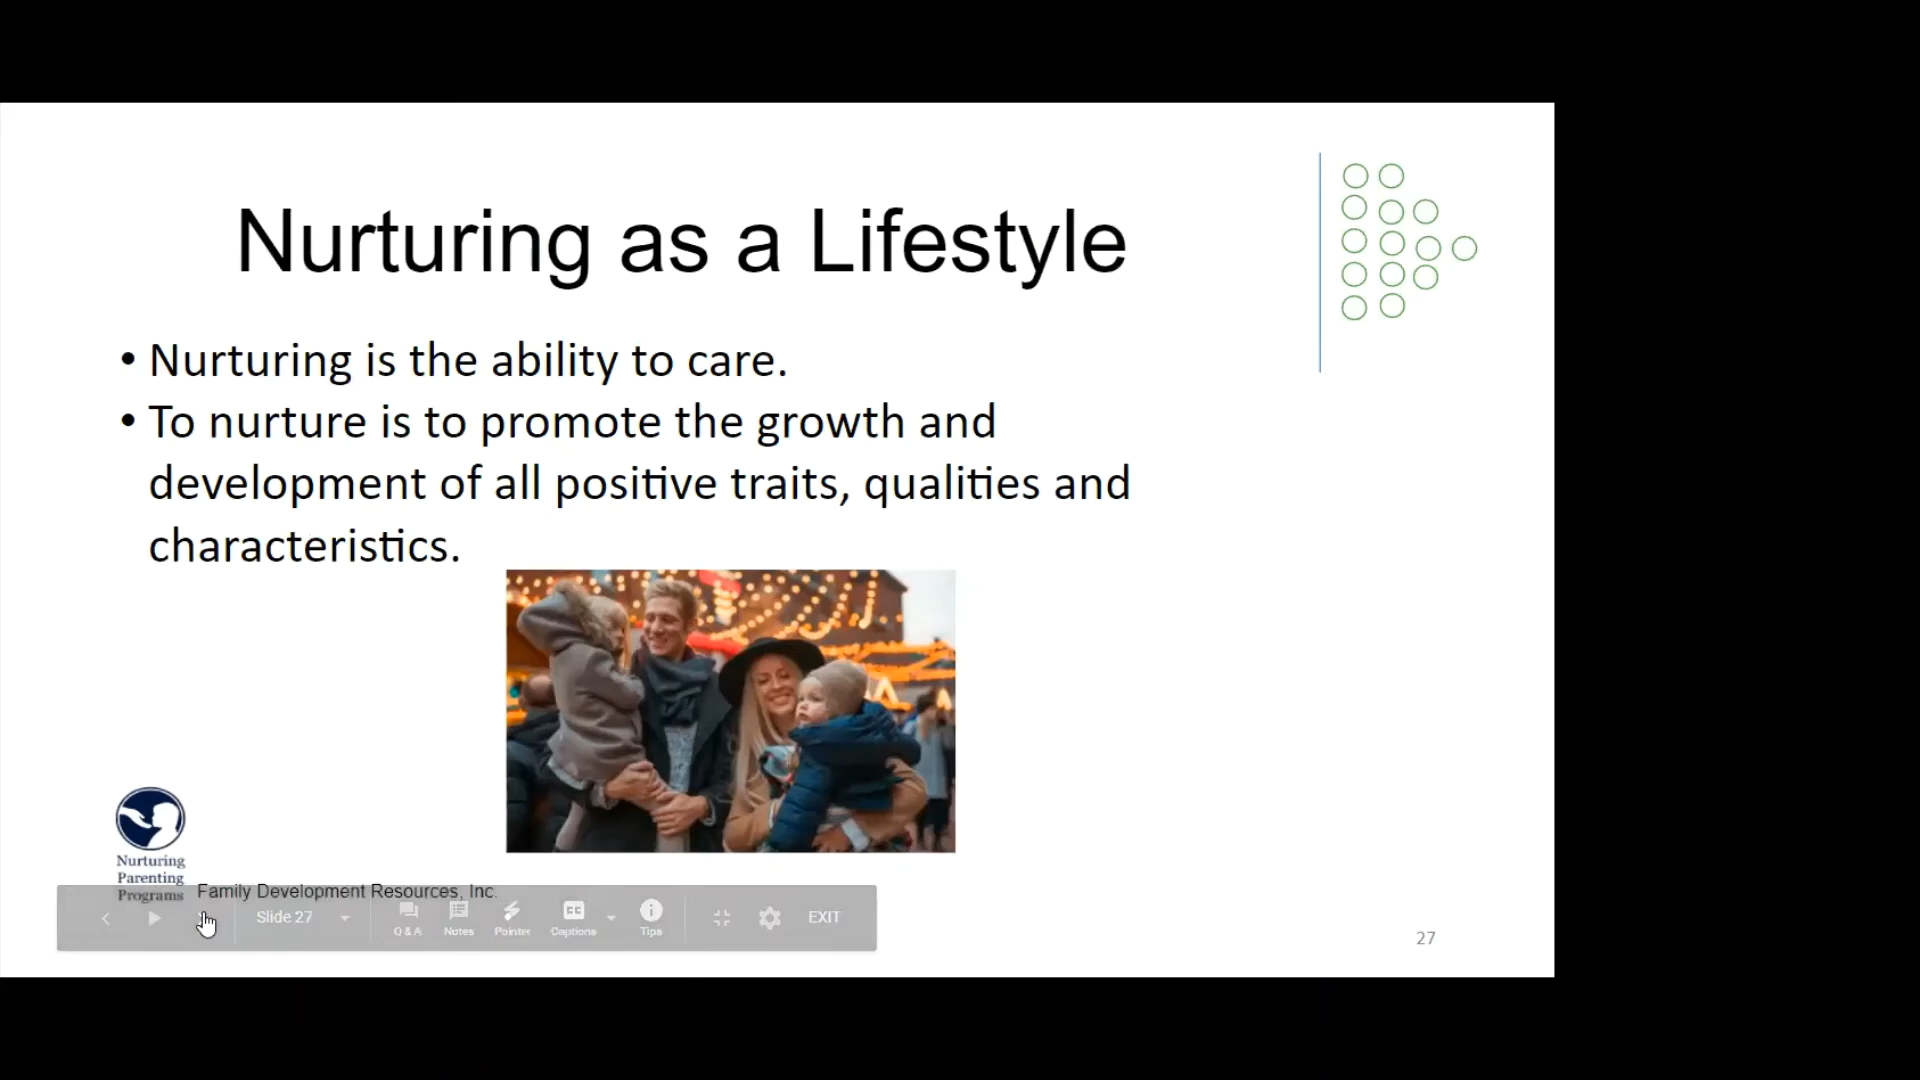 Nurturing as a Lifestyle
• Nurturing is the ability to care.
• To nurture is to promote the growth and
development of all positive traits, qualities and
characteristics.
Nurturing
Parenting
Programs
Family Development Resources, Inc.
Slide 27
Q & A
Notes
Pointer
CC
Captions
Tips
EXIT
27